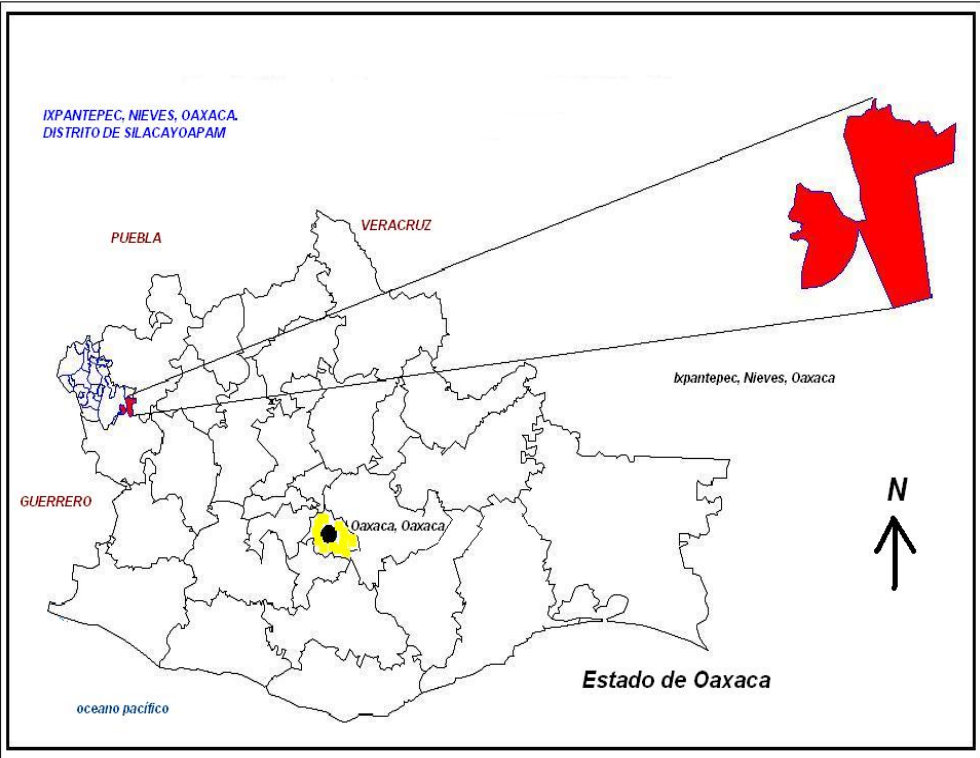 IXPANTEPEC, NIEVES, OAXACA.
DISTRITO DE SILACAYOAPAM
VERACRUZ
PUEBLA
Ixpantepec, Nieves, Oaxaca
N
GUERRERO
Oaxaca, Oaxaca
Estado de Oaxaca
oceano pacífico